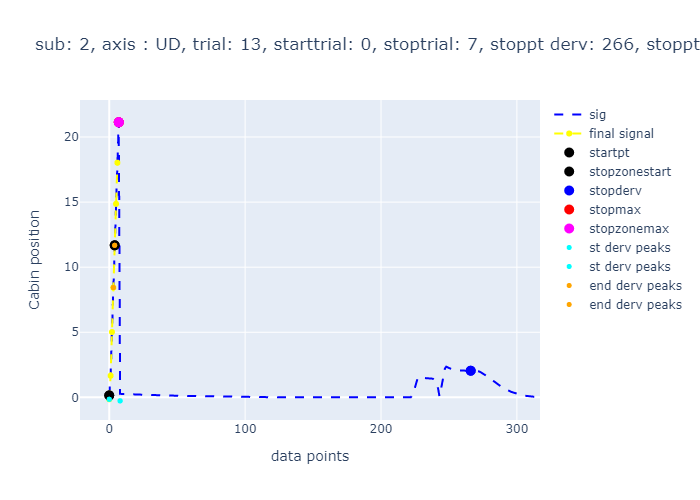 sub: 2, axis : UD, trial: 13, starttrial: 0, stoptrial: 7, stoppt derv: 266, stoppt
20
15
10
5
0
Cabin position
0
100
200
300
data points
sig
final signal
startpt
stopzonestart
stopderv
stopmax
stopzonemax
st derv peaks
st derv peaks
end derv peaks
end derv peaks